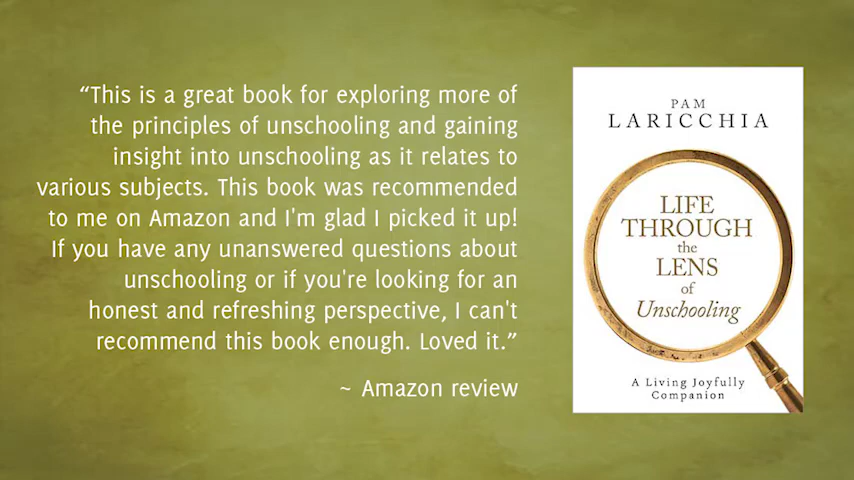 “This is a great book for exploring more of
the principles of unschooling and gaining
insight into unschooling as it relates to
various subjects. This book was recommended
to me on Amazon and I'm glad I picked it up!
If you have any unanswered questions about
unschooling or if you're looking for an
honest and refreshing perspective, I can't
recommend this book enough. Loved it.”
~ Amazon review
PAM
LARICCHIA
LIFE
THROUGH
the
LENS
of
Unschooling
A Living Joyfully
Companion